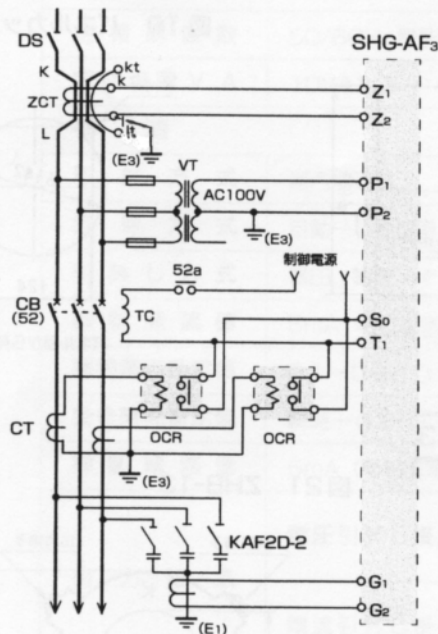 DS
SHG-AF3
K
kt
k
Z1
ZCT
l
Z2
L
lt
(E3)
VT
P1
AC100V
P2
(E3)
制御電源
52a
CB
(52)
TC
S0
T1
CT
OCR
OCR
(E3)
KAF2D-2
G1
G2
(E1)